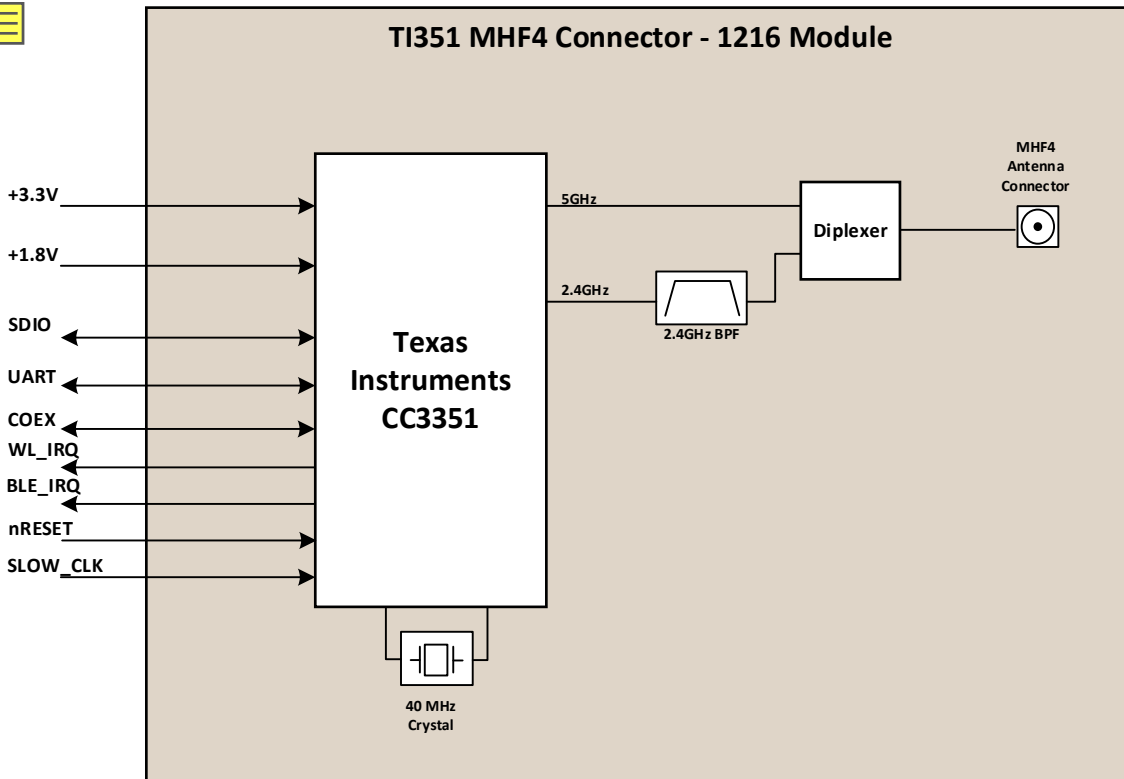 TI351 MHF4 Connector - 1216 Module
MHF4
Antenna
Connector
+3.3V
5GHz
Diplexer
+1.8V
2.4GHz
2.4GHz BPF
SDIO
Texas
Instruments
CC3351
UART
COEX
WL_IRQ
BLE_IRQ
nRESET
SLOW_CLK
40 MHz
Crystal